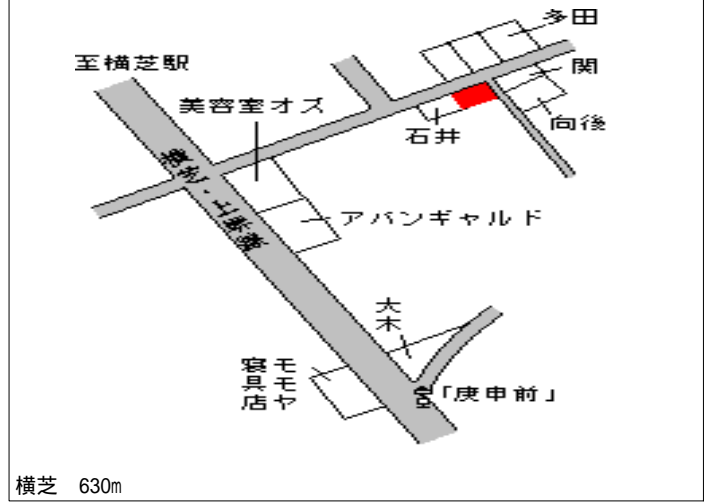 多田
至横芝駅
関
美容室オズ
向後
石井
アバンギャルド
大木
寝具店
モモヤ
「庚申前」
横芝 630m